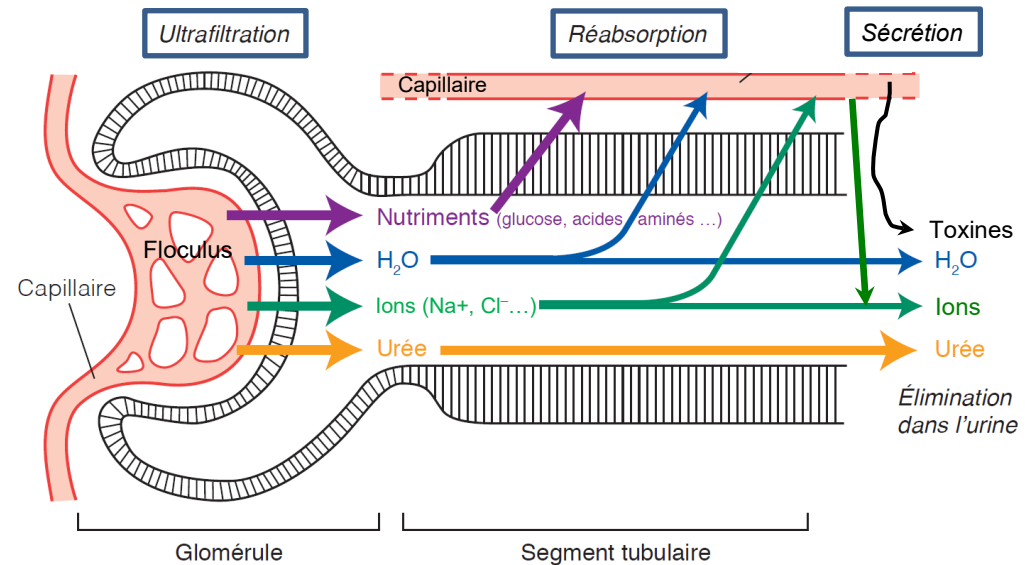 Ultrafiltration
Réabsorption
Sécrétion
Capillaire
Nutriments (glucose, acides aminés ...)
Floculus
Toxines
H₂O
H₂O
Capillaire
Ions (Na+, Cl⁻...)
Ions
Urée
Urée
Élimination
dans l'urine
Glomérule
Segment tubulaire